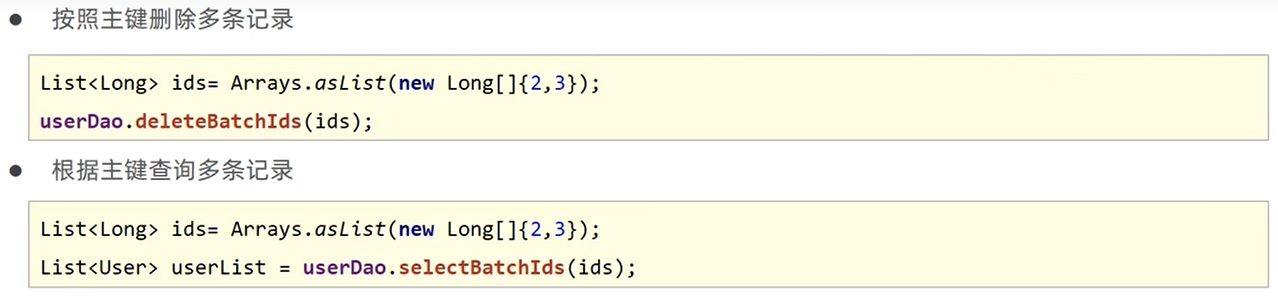 ● 按照主键删除多条记录
List<Long> ids= Arrays.asList(new Long[]{2,3});
userDao.deleteBatchIds(ids);
● 根据主键查询多条记录
List<Long> ids= Arrays.asList(new Long[]{2,3});
List<User> userList = userDao.selectBatchIds(ids);